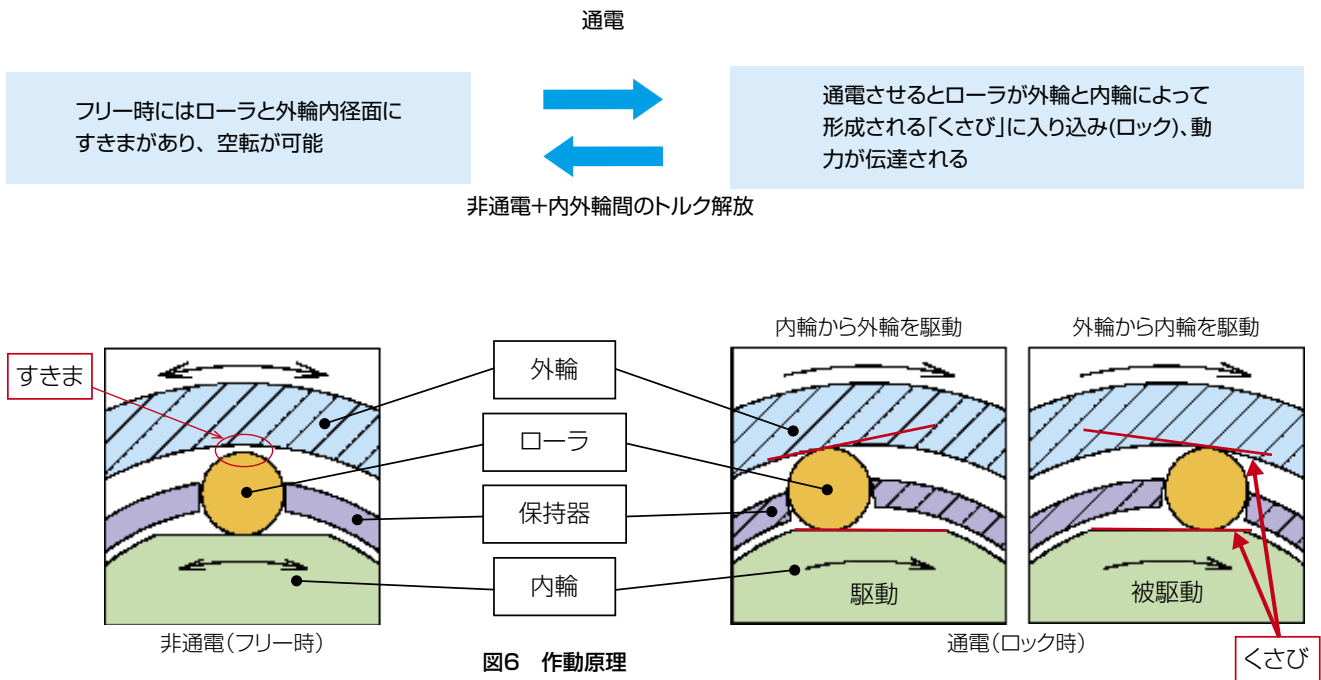 通電
フリー時にはローラと外輪内径面に
すきまがあり、空転が可能
通電させるとローラが外輪と内輪によって
形成される「くさび」に入り込み(ロック)、動
力が伝達される
非通電+内外輪間のトルク解放
内輪から外輪を駆動
外輪から内輪を駆動
すきま
外輪
ローラ
保持器
内輪
駆動
被駆動
非通電(フリー時)
通電(ロック時)
くさび
図6 作動原理